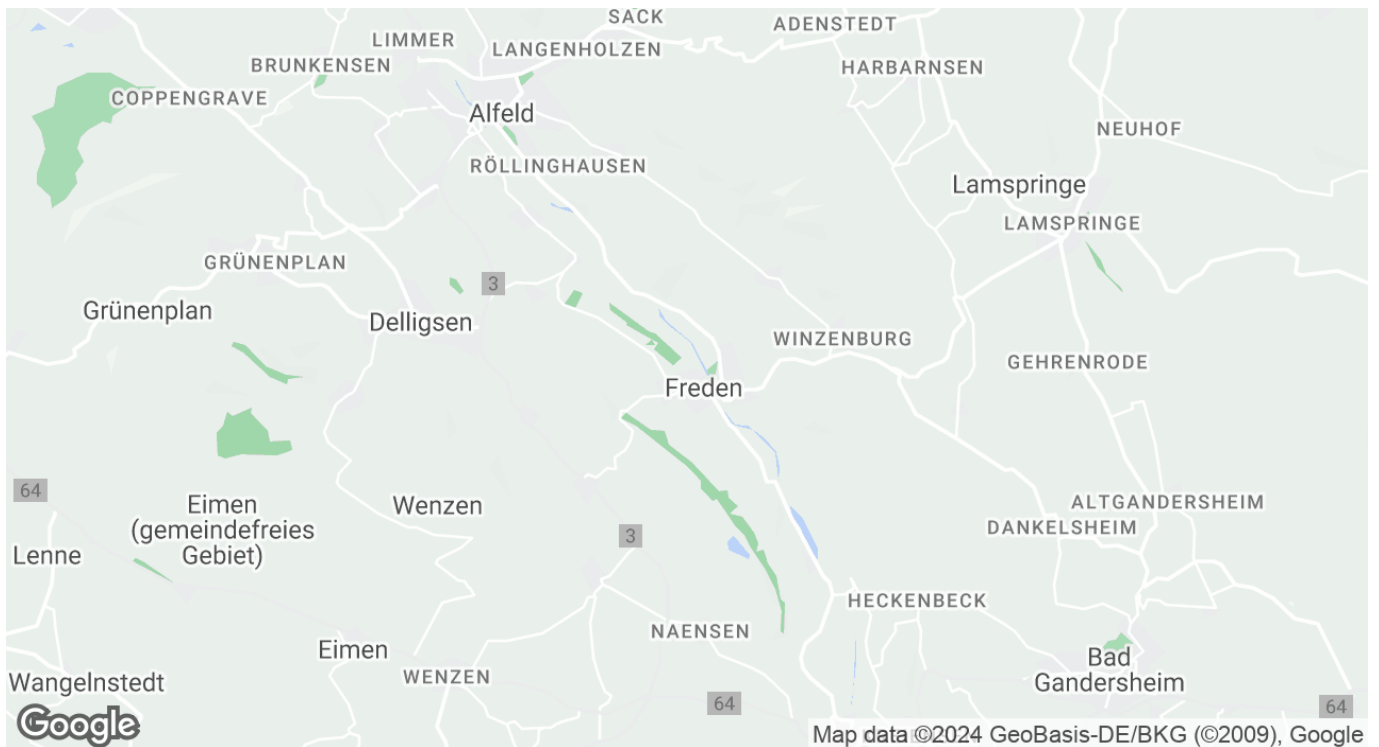 SACK
ADENSTEDT
LIMMER
LANGENHOLZEN
BRUNKENSEN
HARBARNSEN
COPPENGRAVE
Alfeld
NEUHOF
RÖLLINGHAUSEN
Lamspringe
LAMSPRINGE
GRÜNENPLAN
3
Grünenplan
Delligsen
WINZENBURG
GEHRENRODE
Freden
64
Eimen
(gemeindefreies
Gebiet)
Wenzen
ALTGANDERSHEIM
DANKELSHEIM
3
Lenne
HECKENBECK
NAENSEN
Eimen
Bad
Gandersheim
WENZEN
Wangelnstedt
64
64
Google
Map data ©2024 GeoBasis-DE/BKG (©2009), Google